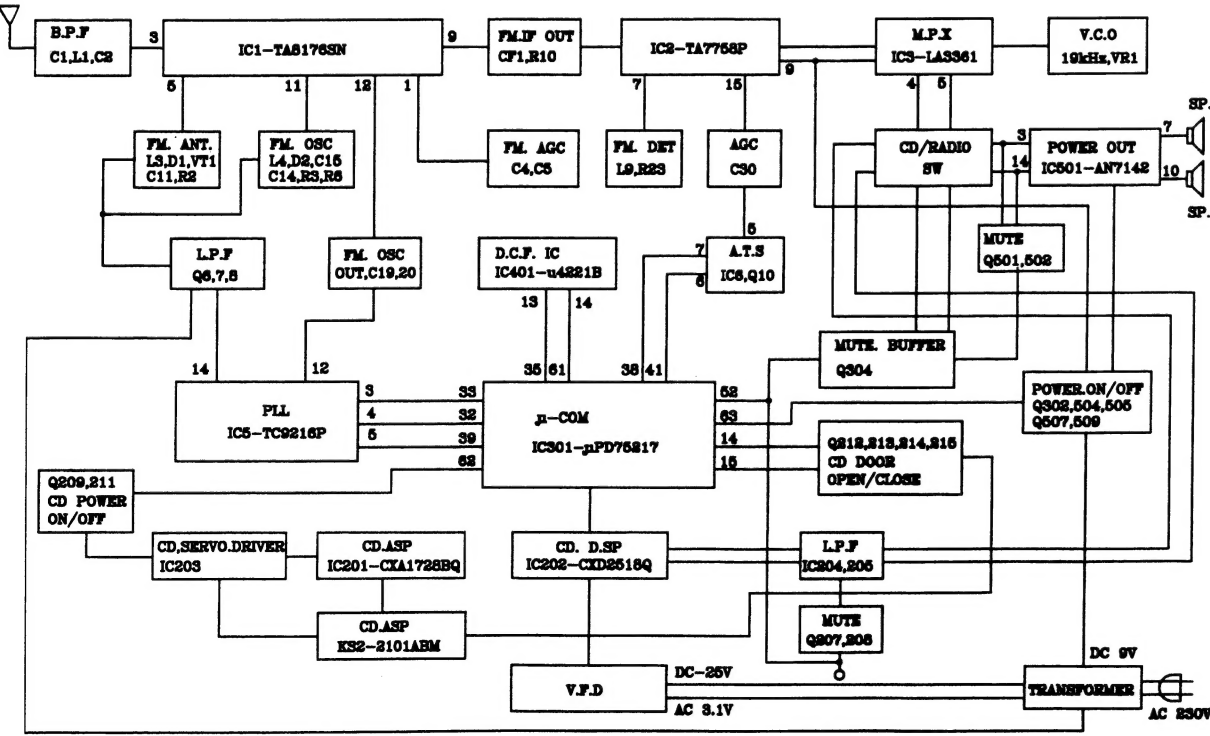 B.P.F
C1,L1,C2
3
IC1-TA8176SN
9
FM.IF OUT
CF1,R10
IC2-TA7758P
9
M.P.X
IC3-LA3361
V.C.O
19kHz,VR1
5
11
12
1
7
15
4
5
FM. ANT.
L3,D1,VT1
C11,R2
FM. OSC
L4,D2,C15
C14,R3,R6
FM. AGC
C4,C5
FM. DET
L9,R23
AGC
C30
CD/RADIO
SW
3
14
POWER OUT
IC501-AN7142
7
10
SP.
SP.
MUTE
Q501,502
L.P.F
Q6,7,8
FM. OSC
OUT,C19,20
D.C.F. IC
IC401-u4221B
13
14
5
7
6
A.T.S
IC6,Q10
MUTE. BUFFER
Q304
14
12
35
61
38
41
PLL
IC5-TC9216P
3
4
5
33
32
39
62
µ-COM
IC301-µPD75217
52
63
14
15
POWER.ON/OFF
Q302,504,505
Q507,509
Q212,213,214,215
CD DOOR
OPEN/CLOSE
Q209,211
CD POWER
ON/OFF
CD,SERVO.DRIVER
IC203
CD.ASP
IC201-CXA1728BQ
CD. D.SP
IC202-CXD2518Q
L.P.F
IC204,205
CD.ASP
KS2-2101ABM
MUTE
Q207,208
V.F.D
DC-25V
AC 3.1V
DC 9V
TRANSFORMER
AC 230V